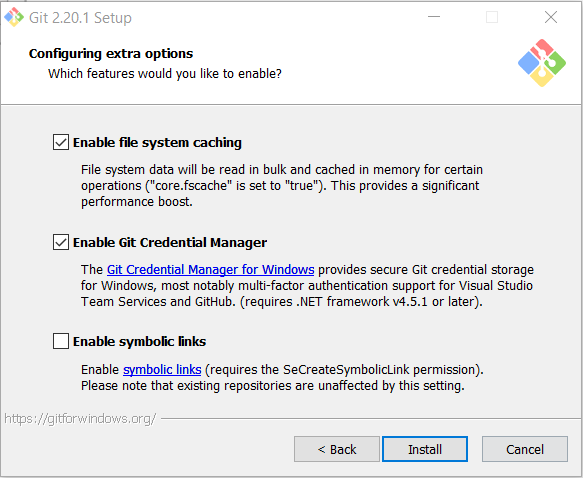 Git 2.20.1 Setup
Configuring extra options
Which features would you like to enable?
Enable file system caching
File system data will be read in bulk and cached in memory for certain
operations ("core.fscache" is set to "true"). This provides a significant
performance boost.
Enable Git Credential Manager
The Git Credential Manager for Windows provides secure Git credential storage
for Windows, most notably multi-factor authentication support for Visual Studio
Team Services and GitHub. (requires .NET framework v4.5.1 or later).
Enable symbolic links
Enable symbolic links (requires the SeCreateSymbolicLink permission).
Please note that existing repositories are unaffected by this setting.
https://gitforwindows.org/
< Back
Install
Cancel